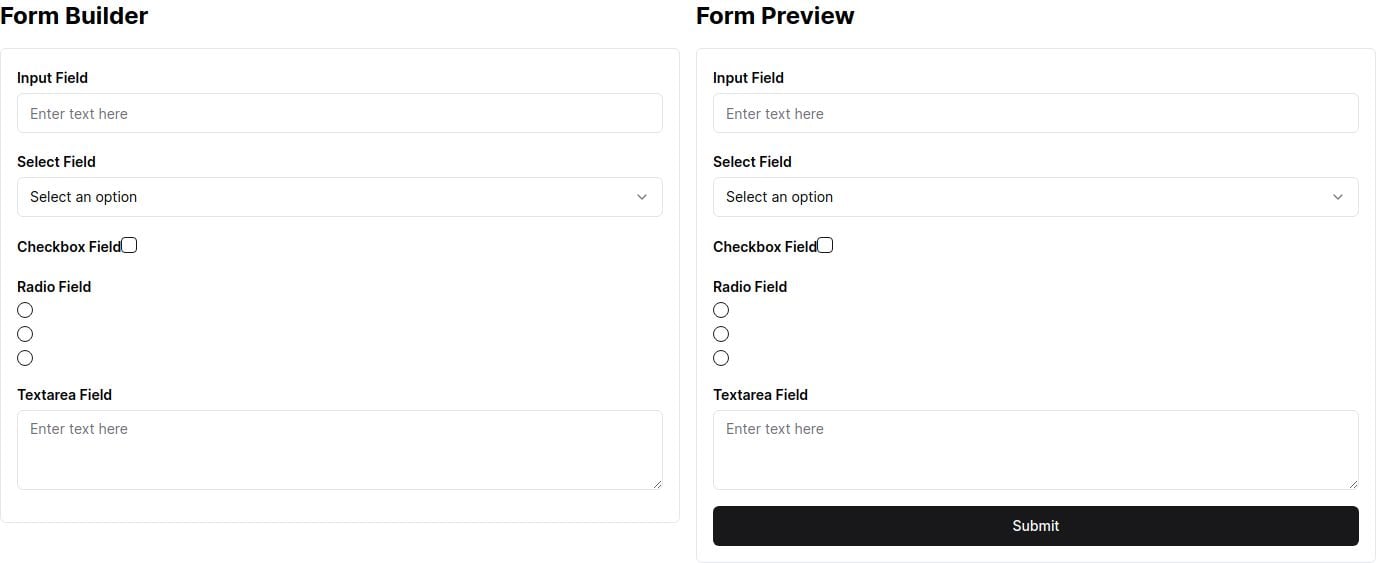 Form Builder
Input Field
Enter text here
Select Field
Select an option
Checkbox Field
Radio Field
Textarea Field
Enter text here
Form Preview
Input Field
Enter text here
Select Field
Select an option
Checkbox Field
Radio Field
Textarea Field
Enter text here
Submit